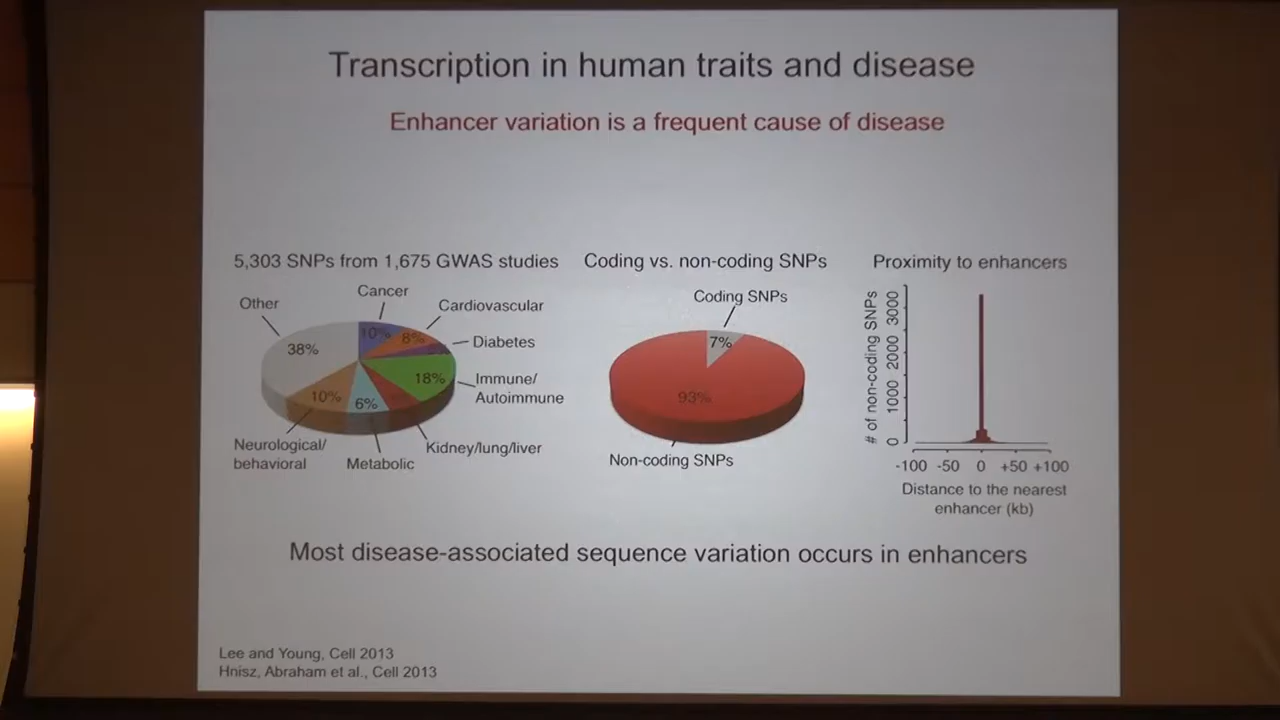 Transcription in human traits and disease
Enhancer variation is a frequent cause of disease
5,303 SNPs from 1,675 GWAS studies
Other
Cancer
Cardiovascular
Diabetes
Immune/
Autoimmune
Kidney/lung/liver
Metabolic
Neurological/
behavioral
38%
10%
8%
18%
6%
10%
Coding vs. non-coding SNPs
Coding SNPs
7%
93%
Non-coding SNPs
Proximity to enhancers
# of non-coding SNPs
3000
2000
1000
0
-100 -50 0 +50 +100
Distance to the nearest
enhancer (kb)
Most disease-associated sequence variation occurs in enhancers
Lee and Young, Cell 2013
Hnisz, Abraham et al., Cell 2013